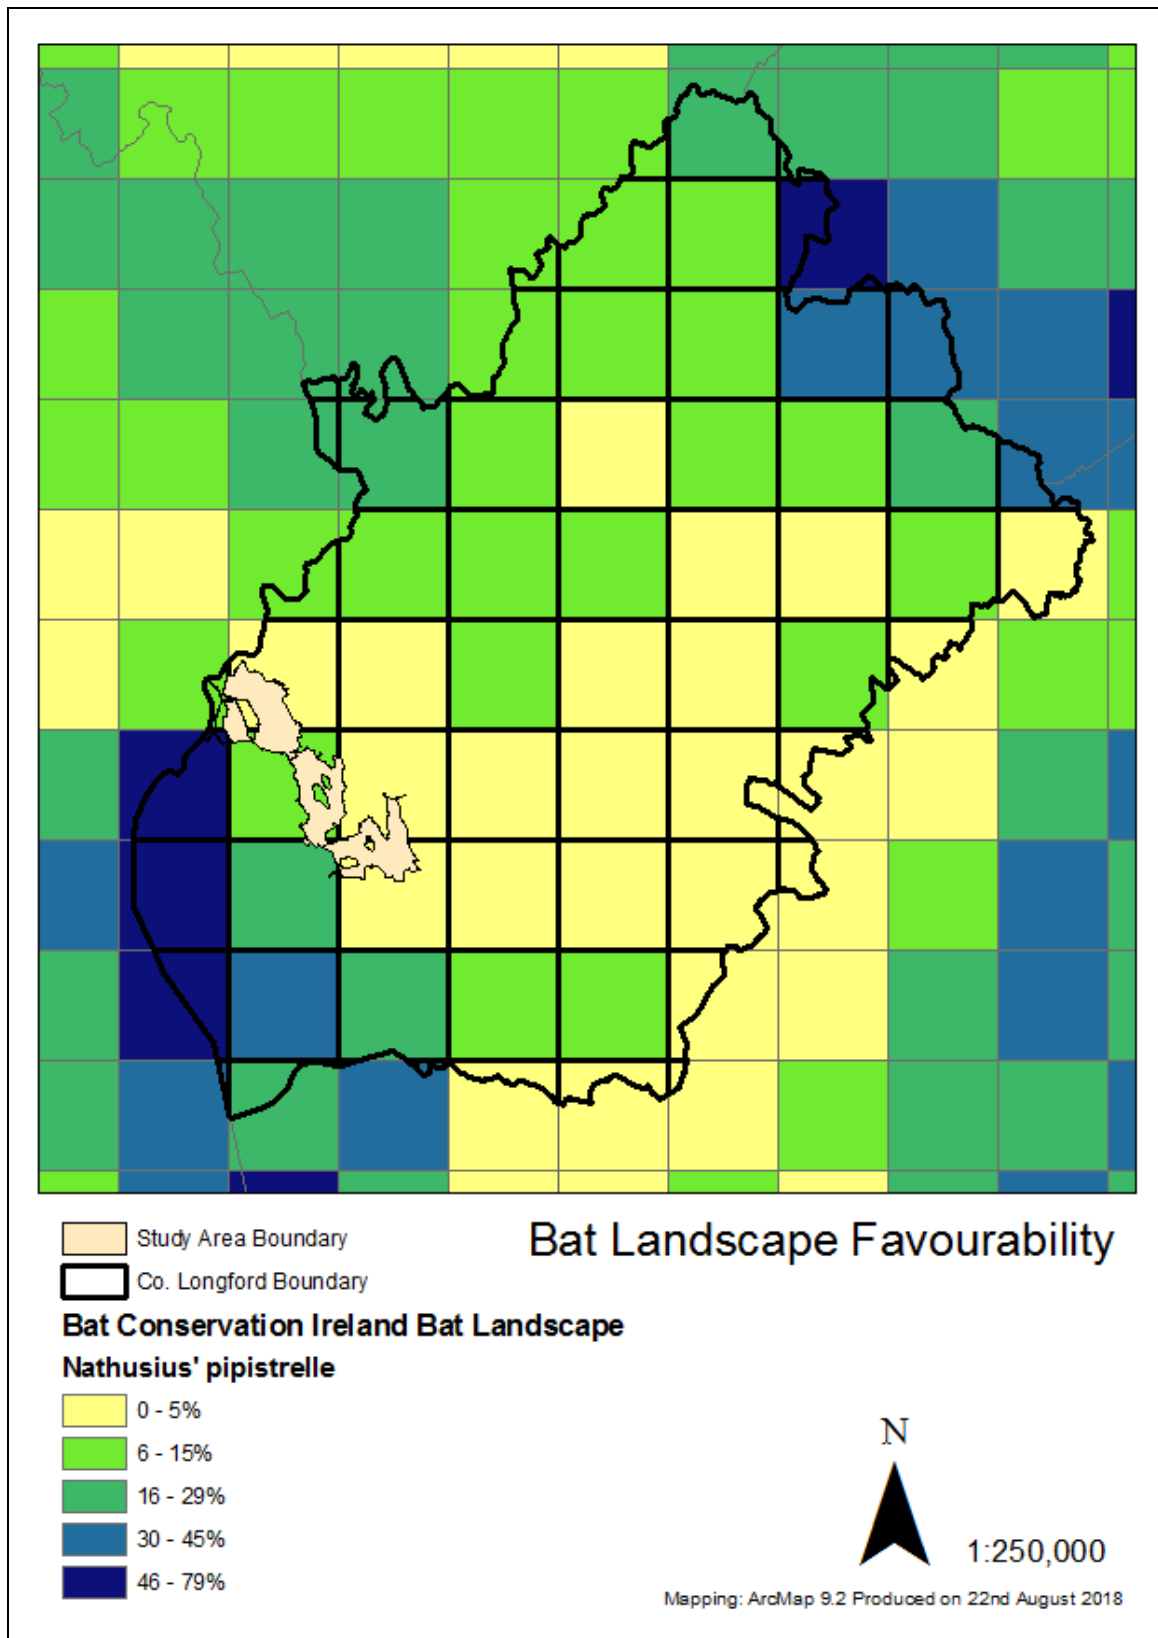 Bat Landscape Favourability
Study Area Boundary
Co. Longford Boundary
Bat Conservation Ireland Bat Landscape
Nathusius' pipistrelle
0 - 5%
6 - 15%
16 - 29%
30 - 45%
46 - 79%
N
1:250,000
Mapping: ArcMap 9.2 Produced on 22nd August 2018